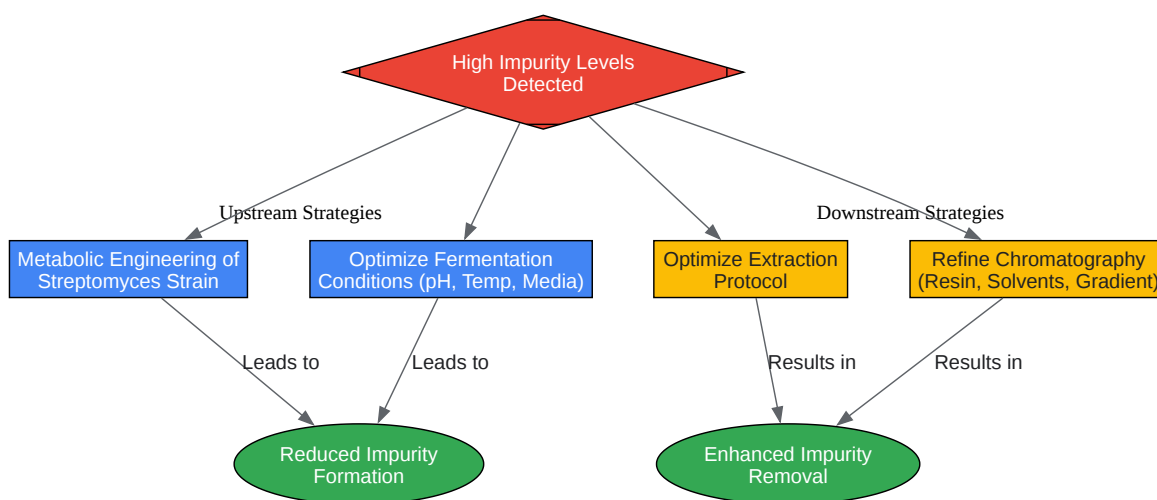 High Impurity Levels
Detected
Upstream Strategies
Downstream Strategies
Metabolic Engineering of
Streptomyces Strain
Optimize Fermentation
Conditions (pH, Temp, Media)
Optimize Extraction
Protocol
Refine Chromatography
(Resin, Solvents, Gradient)
Leads to
Leads to
Results in
Results in
Reduced Impurity
Formation
Enhanced Impurity
Removal